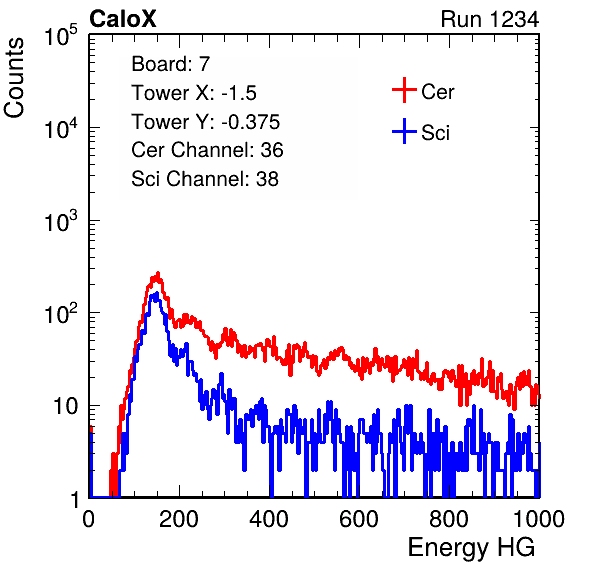 CaloX Run 1234
Counts
10^5
10^4
10^3
10^2
10
1
Board: 7
Tower X: -1.5
Tower Y: -0.375
Cer Channel: 36
Sci Channel: 38
Cer
Sci
0 200 400 600 800 1000
Energy HG